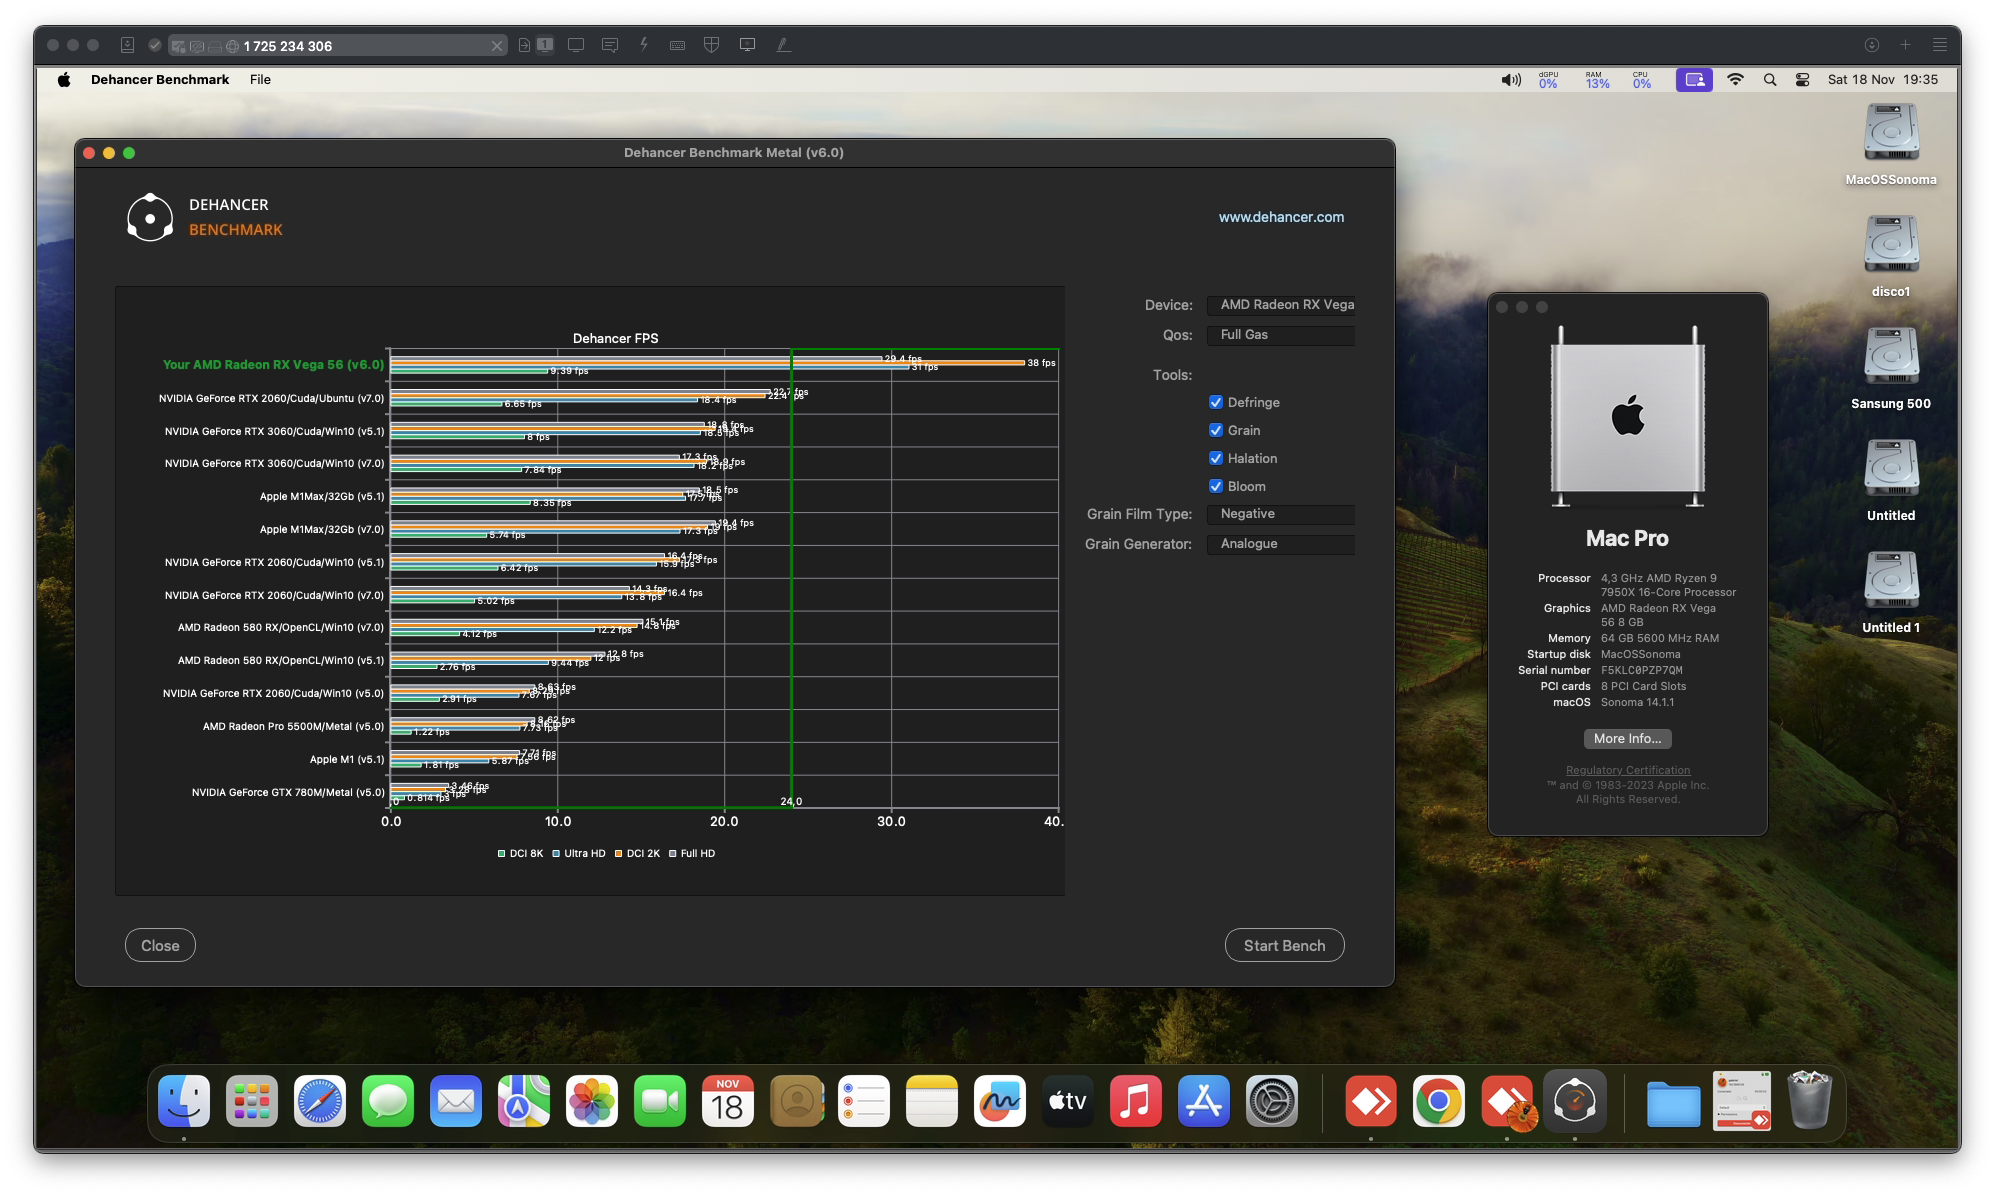 1 725 234 306
1
Dehancer Benchmark File
dGPU 0% RAM 13% CPU 0% Sat 18 Nov 19:35
Dehancer Benchmark Metal (v6.0)
DEHANCER
BENCHMARK
www.dehancer.com
Dehancer FPS
Your AMD Radeon RX Vega 56 (v6.0) 29.4 fps 38 fps 31 fps 9.39 fps
NVIDIA GeForce RTX 2060/Cuda/Ubuntu (v7.0) 22.7 fps 22.4 fps 18.4 fps 6.65 fps
NVIDIA GeForce RTX 3060/Cuda/Win10 (v5.1) 18.5 fps 8 fps
NVIDIA GeForce RTX 3060/Cuda/Win10 (v7.0) 17.3 fps 18.2 fps 7.84 fps
Apple M1Max/32Gb (v5.1) 18.5 fps 17.7 fps 8.35 fps
Apple M1Max/32Gb (v7.0) 19.4 fps 19 fps 17.3 fps 5.74 fps
NVIDIA GeForce RTX 2060/Cuda/Win10 (v5.1) 16.4 fps 15.9 fps 6.42 fps
NVIDIA GeForce RTX 2060/Cuda/Win10 (v7.0) 14.3 fps 16.4 fps 13.8 fps 5.02 fps
AMD Radeon 580 RX/OpenCL/Win10 (v7.0) 15.1 fps 14.8 fps 12.2 fps 4.12 fps
AMD Radeon 580 RX/OpenCL/Win10 (v5.1) 12.8 fps 12 fps 9.44 fps 2.76 fps
NVIDIA GeForce RTX 2060/Cuda/Win10 (v5.0) 8.63 fps 7.67 fps 2.91 fps
AMD Radeon Pro 5500M/Metal (v5.0) 8.62 fps 7.73 fps 1.22 fps
Apple M1 (v5.1) 7.71 fps 7.56 fps 5.87 fps 1.81 fps
NVIDIA GeForce GTX 780M/Metal (v5.0) 3.46 fps 3 fps 0.814 fps
0 24,0
0.0 10.0 20.0 30.0 40.
DCI 8K Ultra HD DCI 2K Full HD
Device: AMD Radeon RX Vega
Qos: Full Gas
Tools:
Defringe
Grain
Halation
Bloom
Grain Film Type: Negative
Grain Generator: Analogue
Close
Start Bench
Mac Pro
Processor 4,3 GHz AMD Ryzen 9
7950X 16-Core Processor
Graphics AMD Radeon RX Vega
56 8 GB
Memory 64 GB 5600 MHz RAM
Startup disk MacOSSonoma
Serial number F5KLC0PZP7QM
PCI cards 8 PCI Card Slots
macOS Sonoma 14.1.1
More Info...
Regulatory Certification
™ and © 1983-2023 Apple Inc.
All Rights Reserved.
MacOSSonoma
disco1
Sansung 500
Untitled
Untitled 1
NOV
18
tv